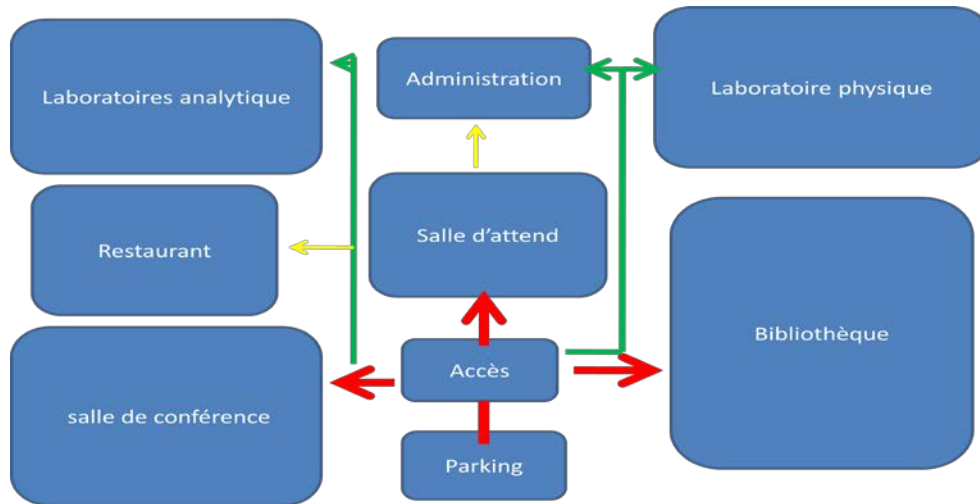 Laboratoires analytique
Administration
Laboratoire physique
Restaurant
Salle d’attend
Bibliothèque
salle de conférence
Accès
Parking